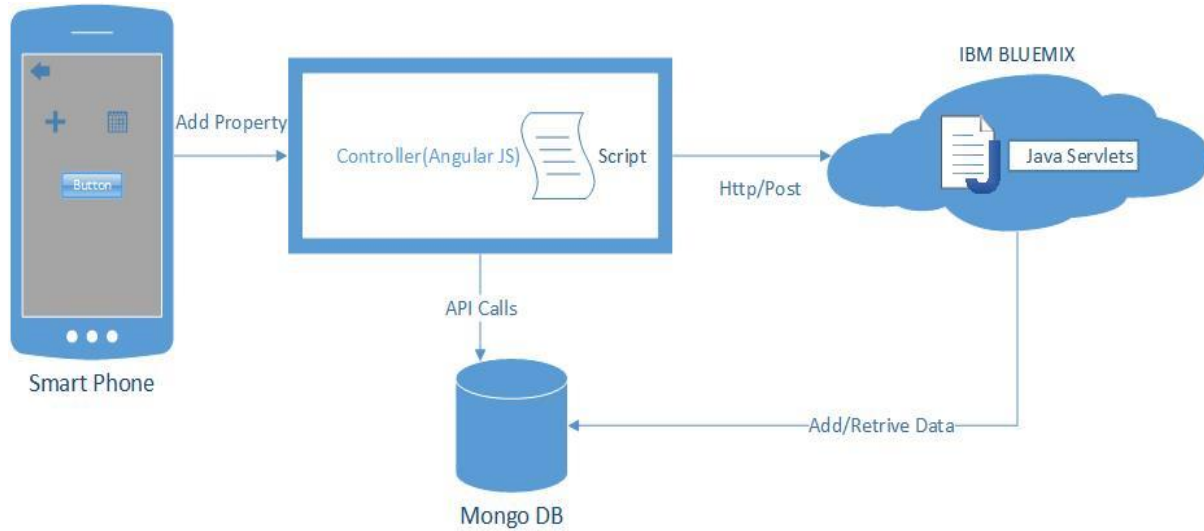 IBM BLUEMIX
Add Property
Controller(Angular JS)
Script
Java Servlets
Http/Post
Button
API Calls
Smart Phone
Add/Retrive Data
Mongo DB